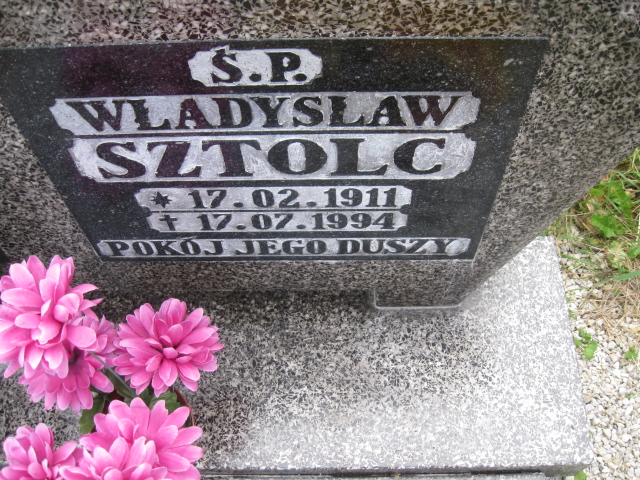 Ś.P.
WŁADYSŁAW
SZTOLC
* 17.02.1911
† 17.07.1994
POKÓJ JEGO DUSZY